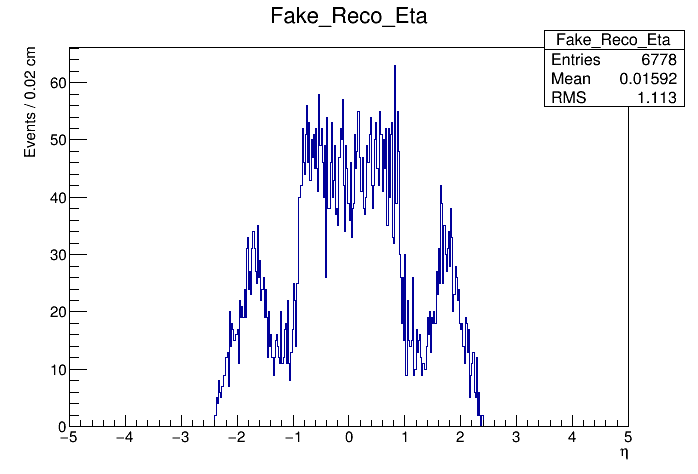 Fake_Reco_Eta
Fake_Reco_Eta
Entries 6778
Mean 0.01592
RMS 1.113
Events / 0.02 cm
60
50
40
30
20
10
0
−5 −4 −3 −2 −1 0 1 2 3 4 5
η